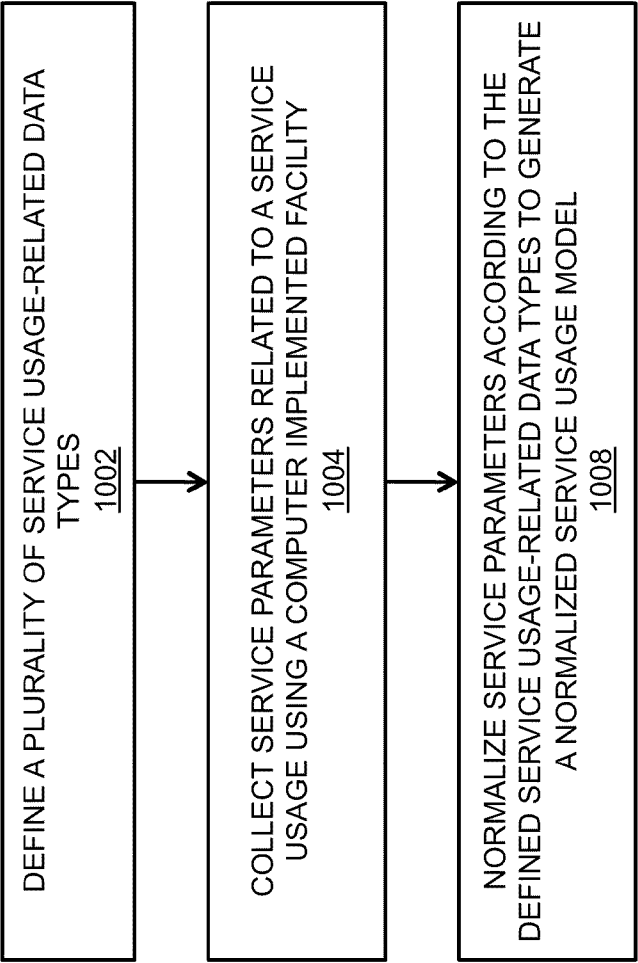 DEFINE A PLURALITY OF SERVICE USAGE-RELATED DATA
TYPES
1002
COLLECT SERVICE PARAMETERS RELATED TO A SERVICE
USAGE USING A COMPUTER IMPLEMENTED FACILITY
1004
NORMALIZE SERVICE PARAMETERS ACCORDING TO THE
DEFINED SERVICE USAGE-RELATED DATA TYPES TO GENERATE
A NORMALIZED SERVICE USAGE MODEL
1008